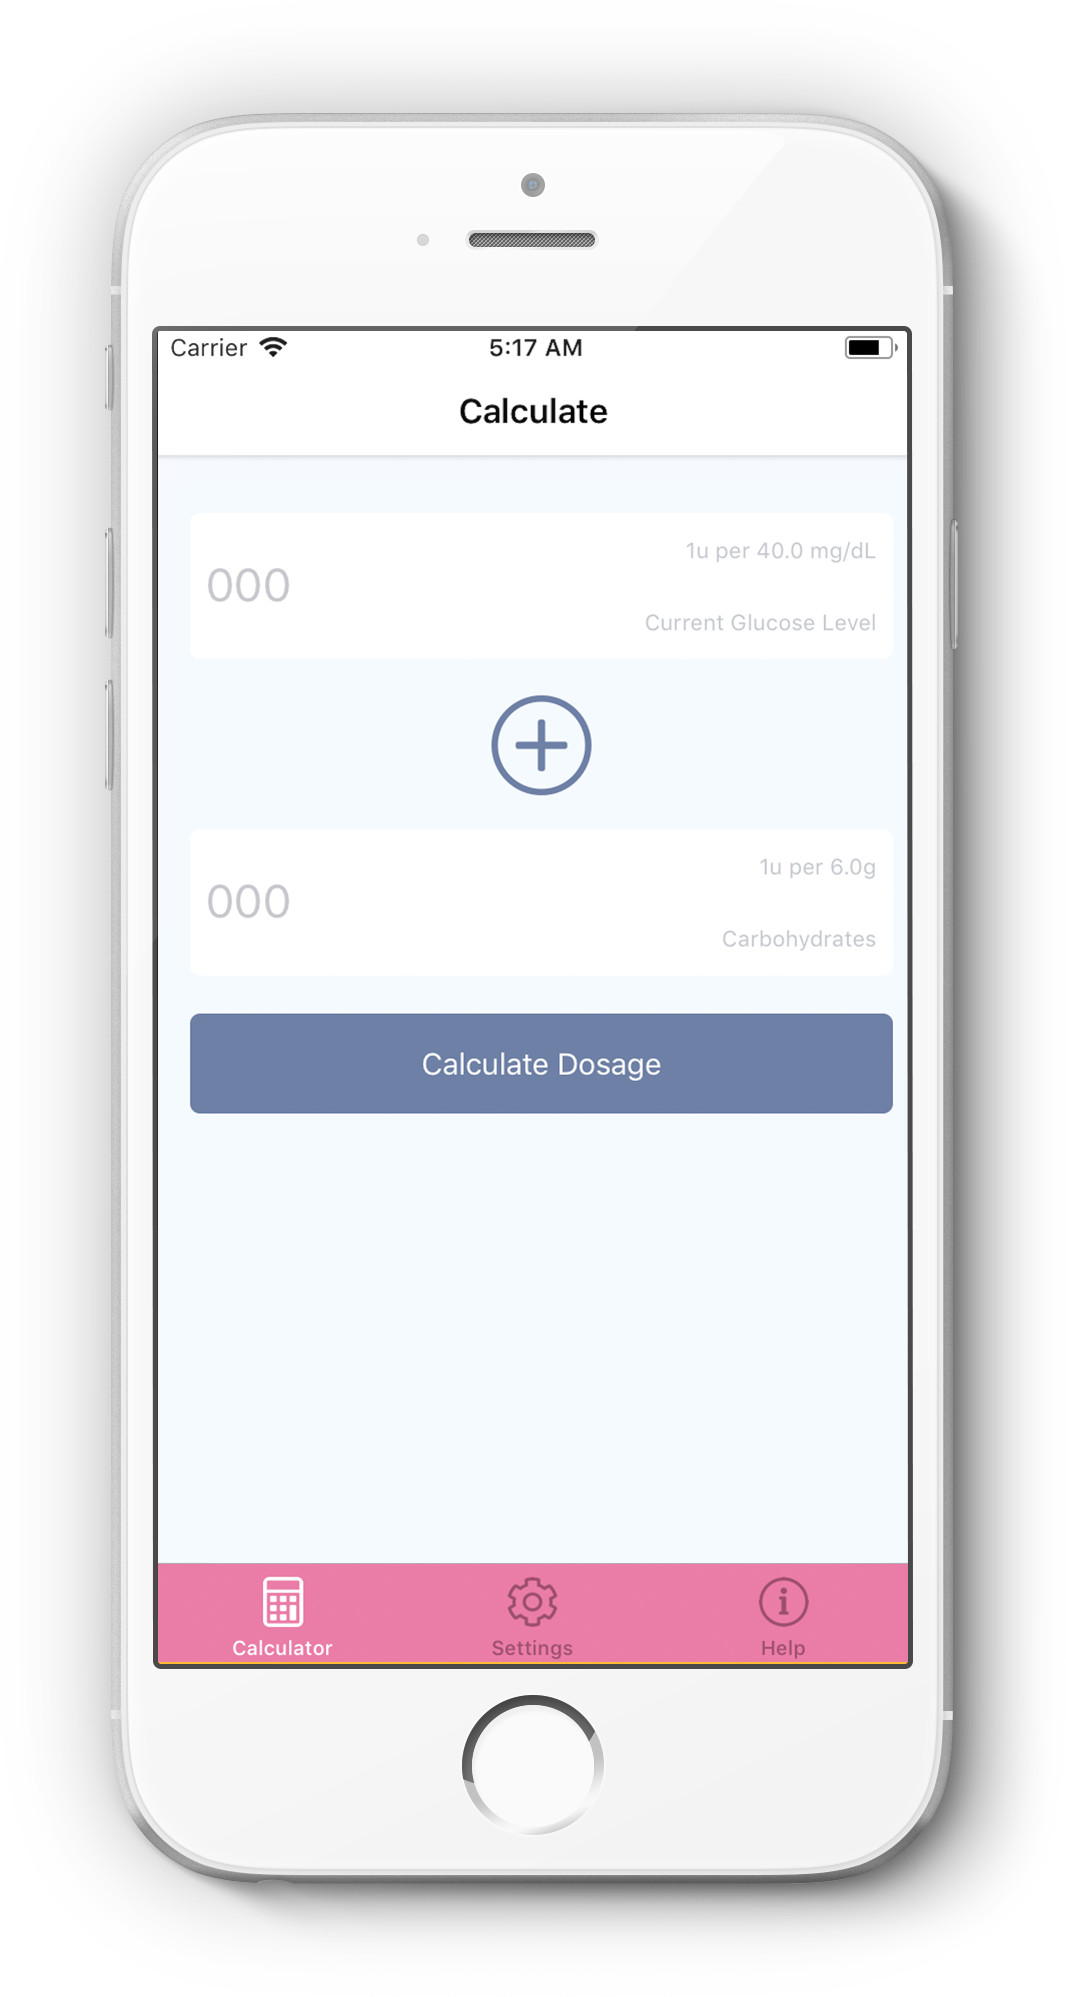 Carrier
5:17 AM
Calculate
000
1u per 40.0 mg/dL
Current Glucose Level
000
1u per 6.0g
Carbohydrates
Calculate Dosage
Calculator
Settings
Help